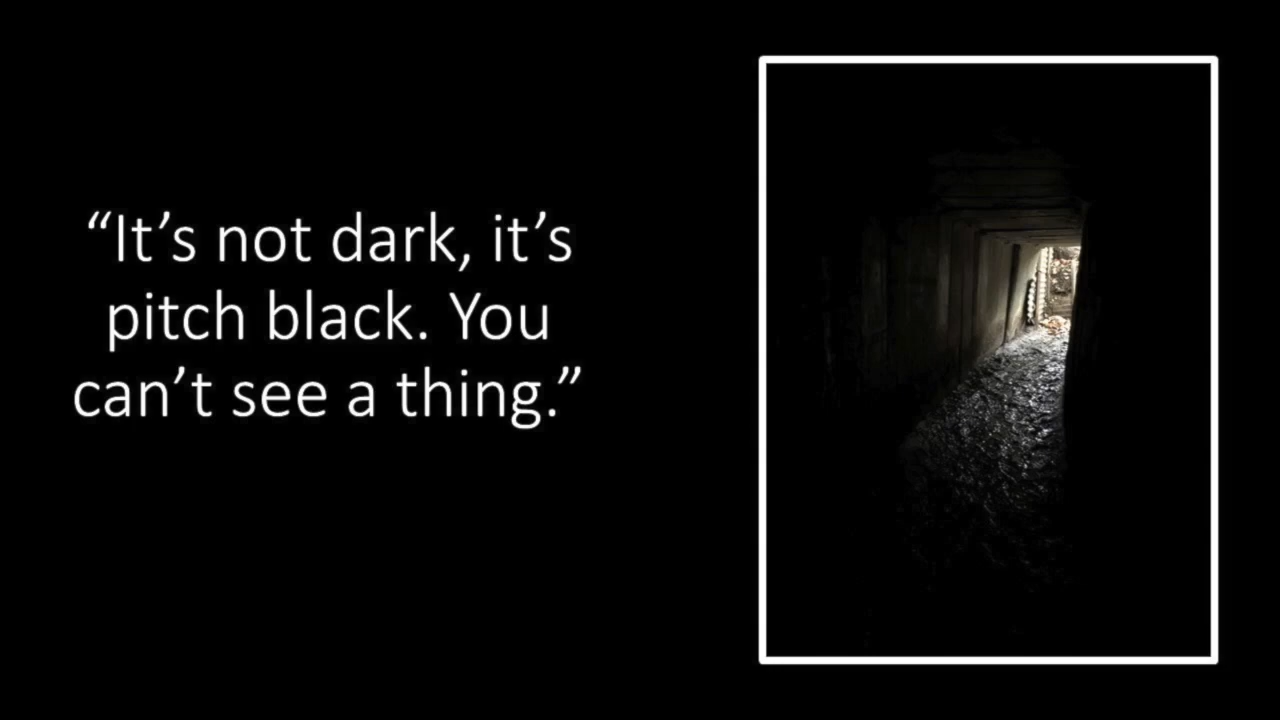 “It’s not dark, it’s
pitch black. You
can’t see a thing.”